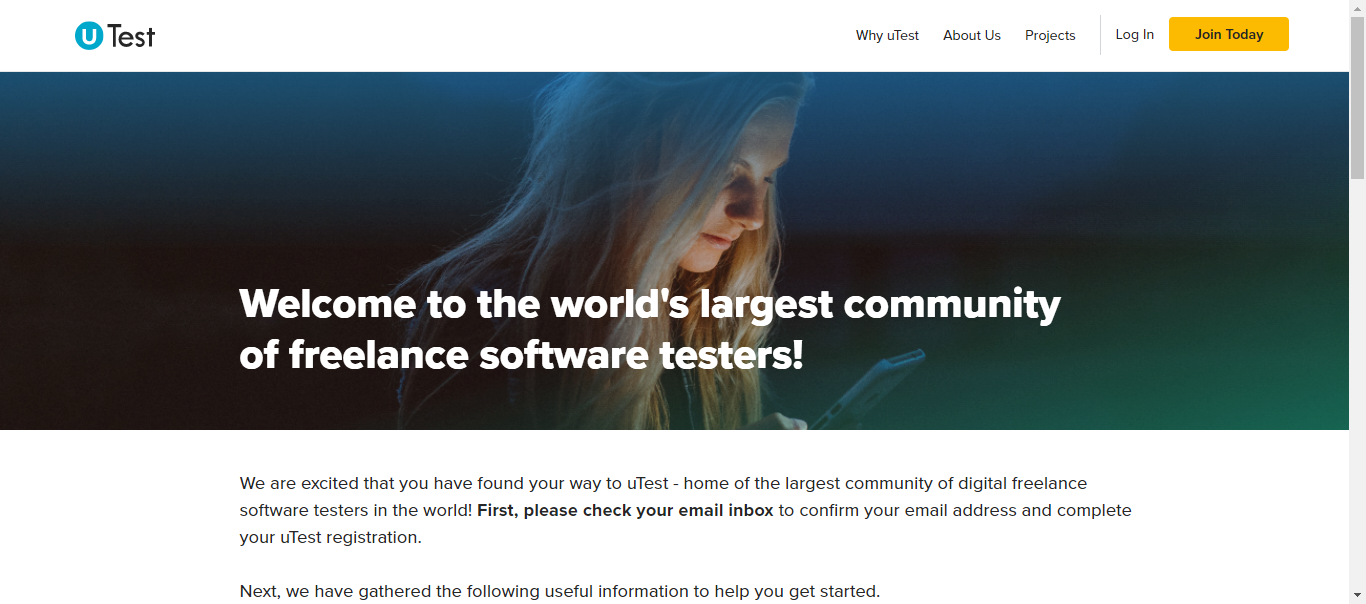 uTest
Why uTest
About Us
Projects
Log In
Join Today
Welcome to the world's largest community
of freelance software testers!
We are excited that you have found your way to uTest - home of the largest community of digital freelance
software testers in the world! First, please check your email inbox to confirm your email address and complete
your uTest registration.
Next, we have gathered the following useful information to help you get started.